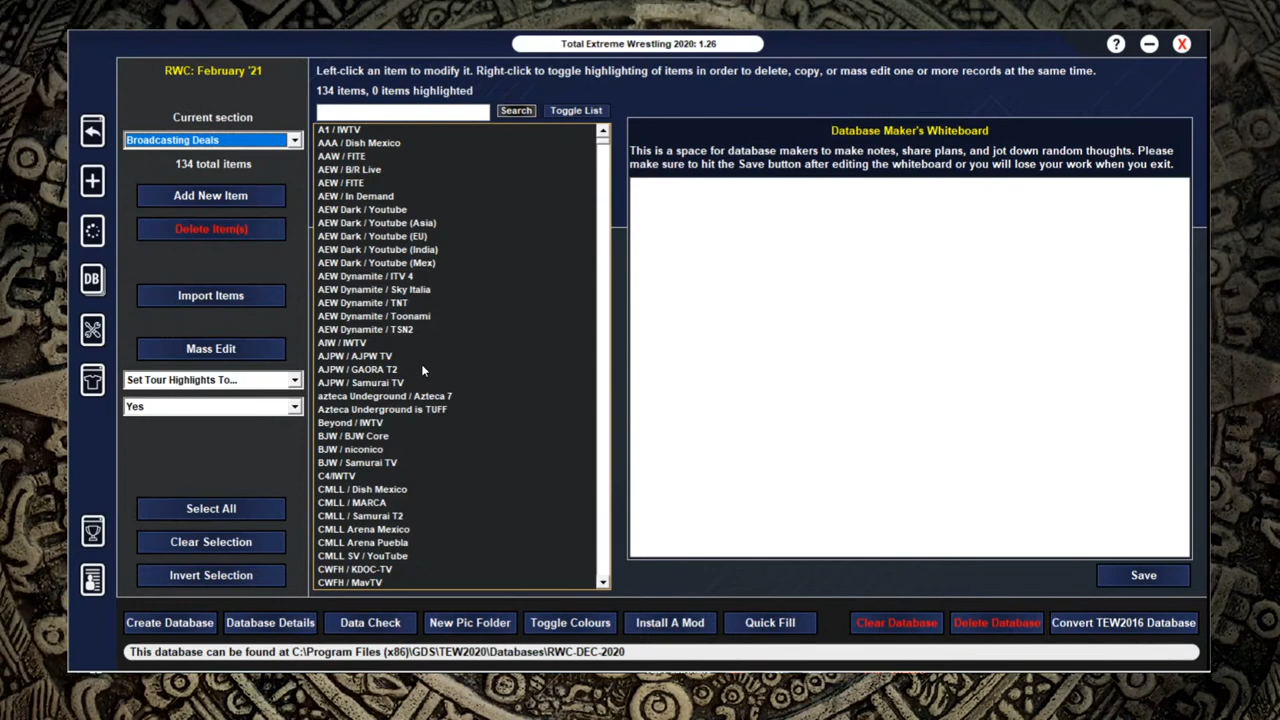 Total Extreme Wrestling 2020: 1.26
?
X
RWC: February '21
Left-click an item to modify it. Right-click to toggle highlighting of items in order to delete, copy, or mass edit one or more records at the same time.
134 items, 0 items highlighted
Search
Toggle List
Current section
Broadcasting Deals
134 total items
Add New Item
Delete Item(s)
Import Items
Mass Edit
Set Tour Highlights To...
Yes
Select All
Clear Selection
Invert Selection
DB
A1 / IWTV
AAA / Dish Mexico
AAW / FITE
AEW / B/R Live
AEW / FITE
AEW / In Demand
AEW Dark / Youtube
AEW Dark / Youtube (Asia)
AEW Dark / Youtube (EU)
AEW Dark / Youtube (India)
AEW Dark / Youtube (Mex)
AEW Dynamite / ITV 4
AEW Dynamite / Sky Italia
AEW Dynamite / TNT
AEW Dynamite / Toonami
AEW Dynamite / TSN2
AIW / IWTV
AJPW / AJPW TV
AJPW / GAORA T2
AJPW / Samurai TV
azteca Undeground / Azteca 7
Azteca Underground is TUFF
Beyond / IWTV
BJW / BJW Core
BJW / niconico
BJW / Samurai TV
C4/IWTV
CMLL / Dish Mexico
CMLL / MARCA
CMLL / Samurai T2
CMLL Arena Mexico
CMLL Arena Puebla
CMLL SV / YouTube
CWFH / KDOC-TV
CWFH / MavTV
Database Maker's Whiteboard
This is a space for database makers to make notes, share plans, and jot down random thoughts. Please
make sure to hit the Save button after editing the whiteboard or you will lose your work when you exit.
Save
Create Database
Database Details
Data Check
New Pic Folder
Toggle Colours
Install A Mod
Quick Fill
Clear Database
Delete Database
Convert TEW2016 Database
This database can be found at C:\Program Files (x86)\GDS\TEW2020\Databases\RWC-DEC-2020